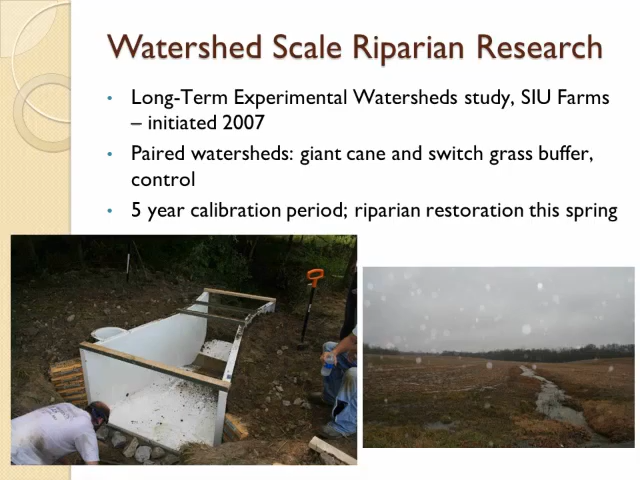 Watershed Scale Riparian Research
• Long-Term Experimental Watersheds study, SIU Farms
– initiated 2007
• Paired watersheds: giant cane and switch grass buffer,
control
• 5 year calibration period; riparian restoration this spring